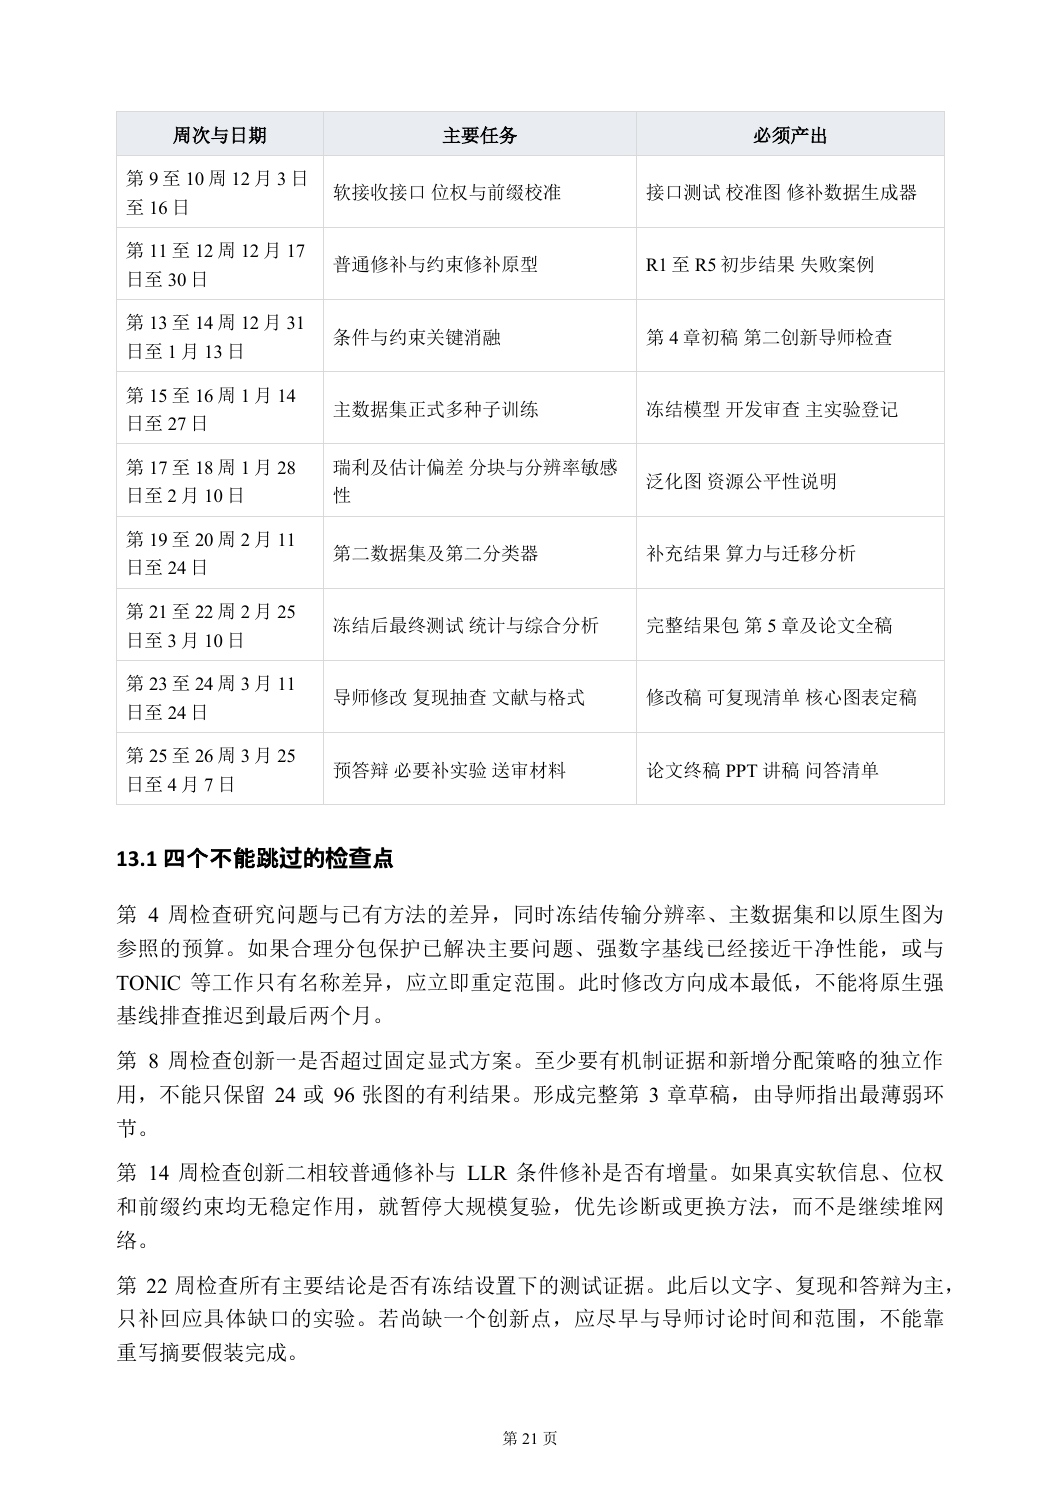 周次与日期 主要任务 必须产出
第 9 至 10 周 12 月 3 日
至 16 日
软接收接口 位权与前缀校准
接口测试 校准图 修补数据生成器
第 11 至 12 周 12 月 17
日至 30 日
普通修补与约束修补原型
R1 至 R5 初步结果 失败案例
第 13 至 14 周 12 月 31
日至 1 月 13 日
条件与约束关键消融
第 4 章初稿 第二创新导师检查
第 15 至 16 周 1 月 14
日至 27 日
主数据集正式多种子训练
冻结模型 开发审查 主实验登记
第 17 至 18 周 1 月 28
日至 2 月 10 日
瑞利及估计偏差 分块与分辨率敏感
性
泛化图 资源公平性说明
第 19 至 20 周 2 月 11
日至 24 日
第二数据集及第二分类器
补充结果 算力与迁移分析
第 21 至 22 周 2 月 25
日至 3 月 10 日
冻结后最终测试 统计与综合分析
完整结果包 第 5 章及论文全稿
第 23 至 24 周 3 月 11
日至 24 日
导师修改 复现抽查 文献与格式
修改稿 可复现清单 核心图表定稿
第 25 至 26 周 3 月 25
日至 4 月 7 日
预答辩 必要补实验 送审材料
论文终稿 PPT 讲稿 问答清单
13.1 四个不能跳过的检查点
第 4 周检查研究问题与已有方法的差异，同时冻结传输分辨率、主数据集和以原生图为
参照的预算。如果合理分包保护已解决主要问题、强数字基线已经接近干净性能，或与
TONIC 等工作只有名称差异，应立即重定范围。此时修改方向成本最低，不能将原生强
基线排查推迟到最后两个月。
第 8 周检查创新一是否超过固定显式方案。至少要有机制证据和新增分配策略的独立作
用，不能只保留 24 或 96 张图的有利结果。形成完整第 3 章草稿，由导师指出最薄弱环
节。
第 14 周检查创新二相较普通修补与 LLR 条件修补是否有增量。如果真实软信息、位权
和前缀约束均无稳定作用，就暂停大规模复验，优先诊断或更换方法，而不是继续堆网
络。
第 22 周检查所有主要结论是否有冻结设置下的测试证据。此后以文字、复现和答辩为主，
只补回应具体缺口的实验。若尚缺一个创新点，应尽早与导师讨论时间和范围，不能靠
重写摘要假装完成。
第 21 页